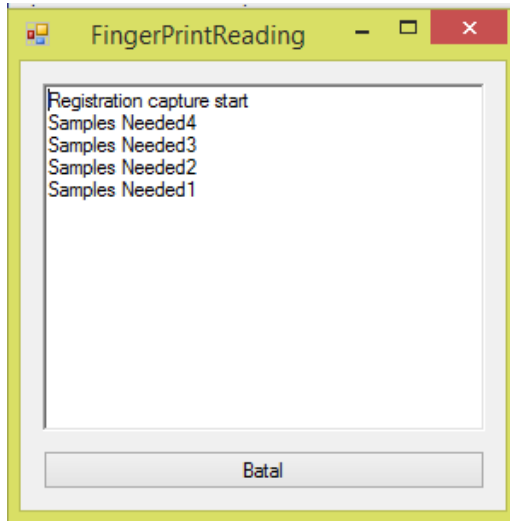 FingerPrintReading
Registration capture start
Samples Needed4
Samples Needed3
Samples Needed2
Samples Needed1
Batal